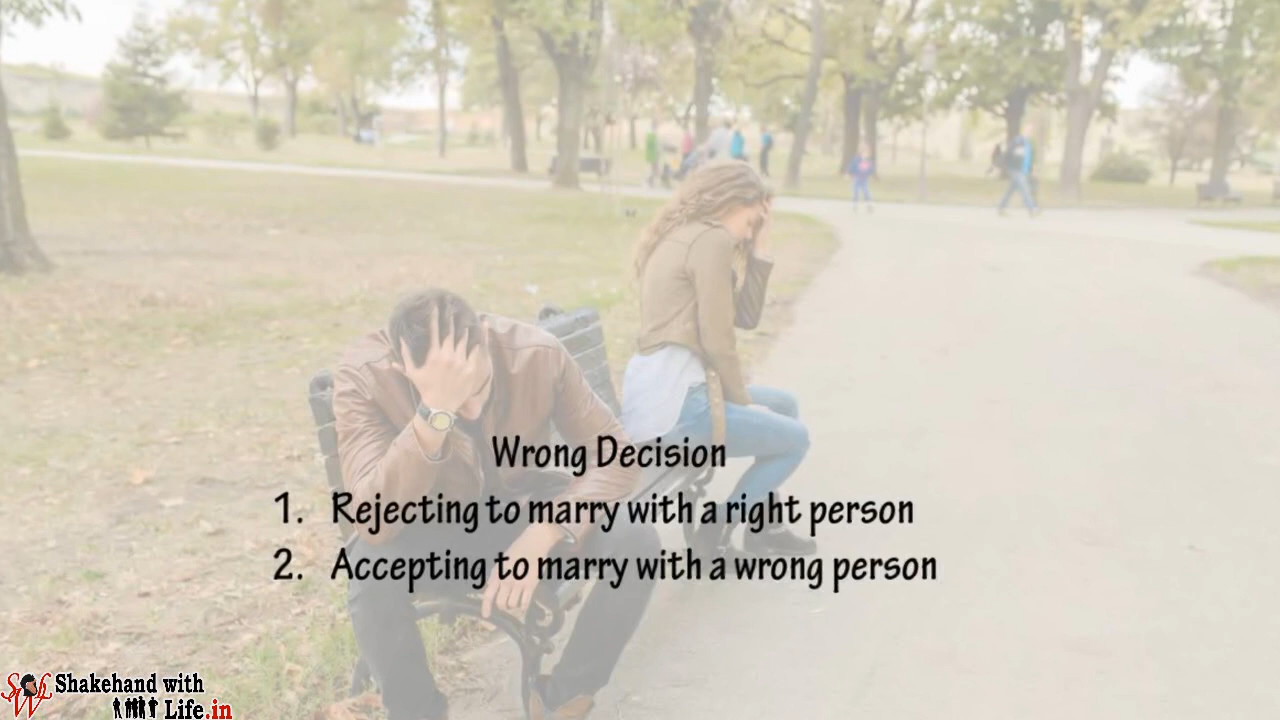 Wrong Decision
1. Rejecting to marry with a right person
2. Accepting to marry with a wrong person
SWL
Shakehand with
Life.in